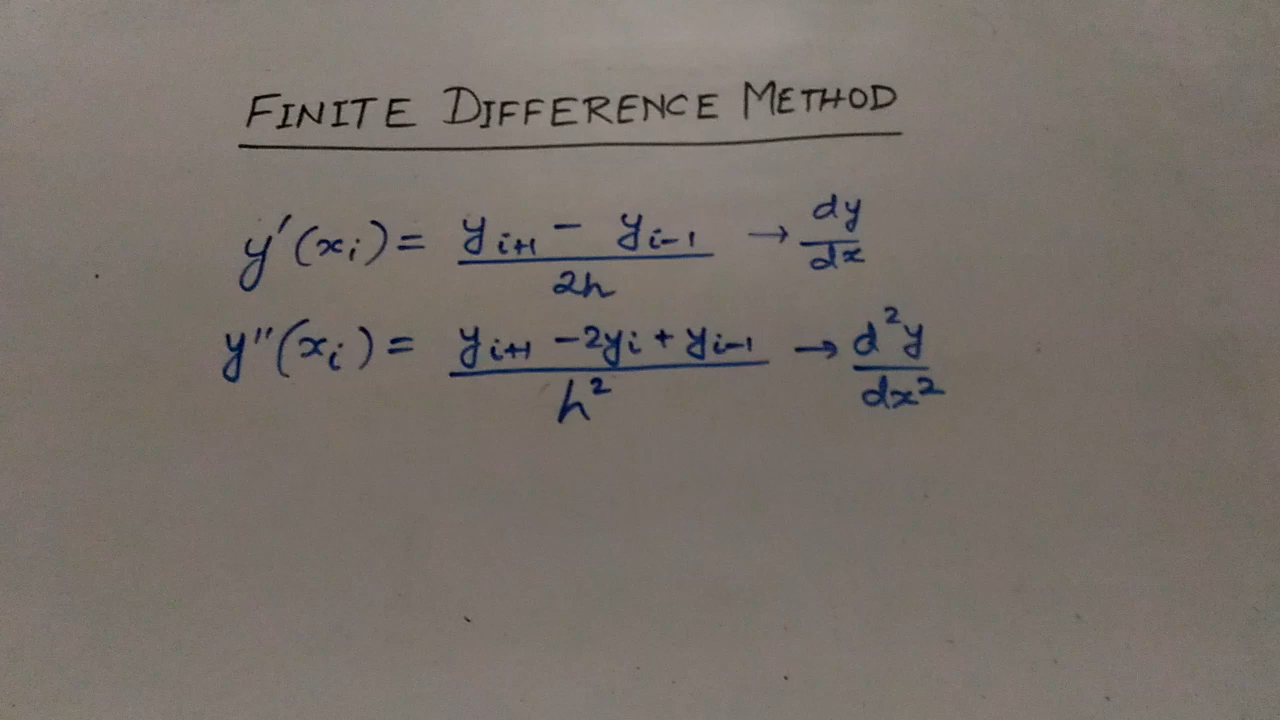 FINITE DIFFERENCE METHOD
y'(xᵢ) = (yᵢ₊₁ − yᵢ₋₁)/2h → dy/dx
y''(xᵢ) = (yᵢ₊₁ − 2yᵢ + yᵢ₋₁)/h² → d²y/dx²